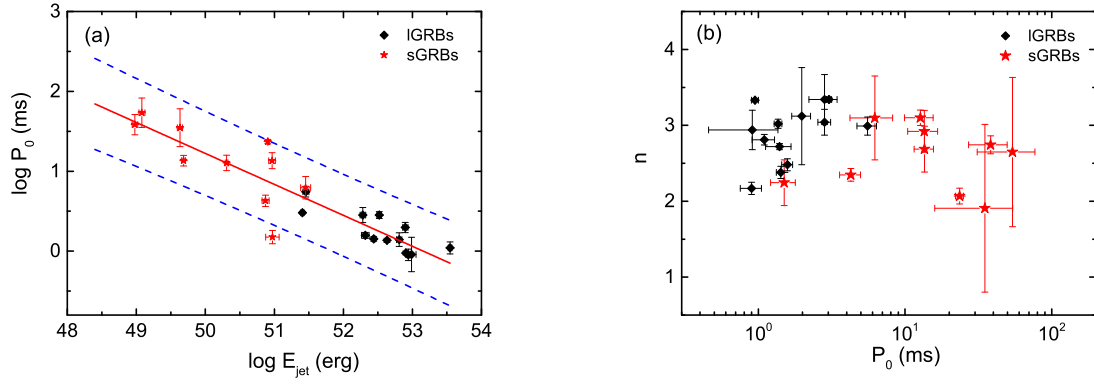 (a)
lGRBs
sGRBs
log P0 (ms)
3
2
1
0
48 49 50 51 52 53 54
log Ejet (erg)
(b)
lGRBs
sGRBs
n
4
3
2
1
10^0 10^1 10^2
P0 (ms)